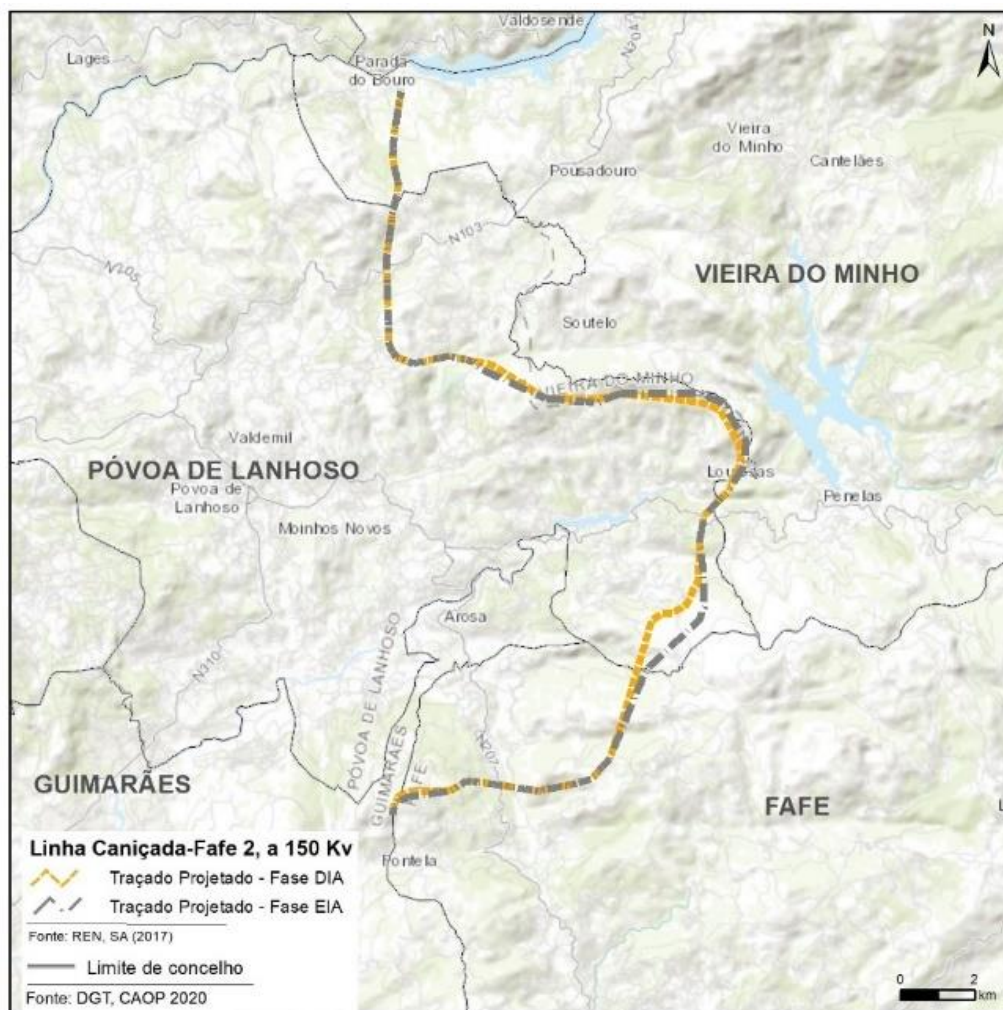 Valdosende
N
N304
Lages
Parada
do Bouro
Vieira
do Minho
Cantelães
Pousadouro
N103
N205
VIEIRA DO MINHO
Soutelo
VIEIRA DO MINHO
Valdemil
PÓVOA DE LANHOSO
Póvoa de
Lanhoso
Penelas
Moinhos Novos
Arosa
N310
PÓVOA DE LANHOSO
GUIMARÃES
FAFE
N207
GUIMARÃES
FAFE
Linha Caniçada-Fafe 2, a 150 Kv
Pontela
Traçado Projetado - Fase DIA
Traçado Projetado - Fase EIA
Fonte: REN, SA (2017)
Limite de concelho
Fonte: DGT, CAOP 2020
0 2
km